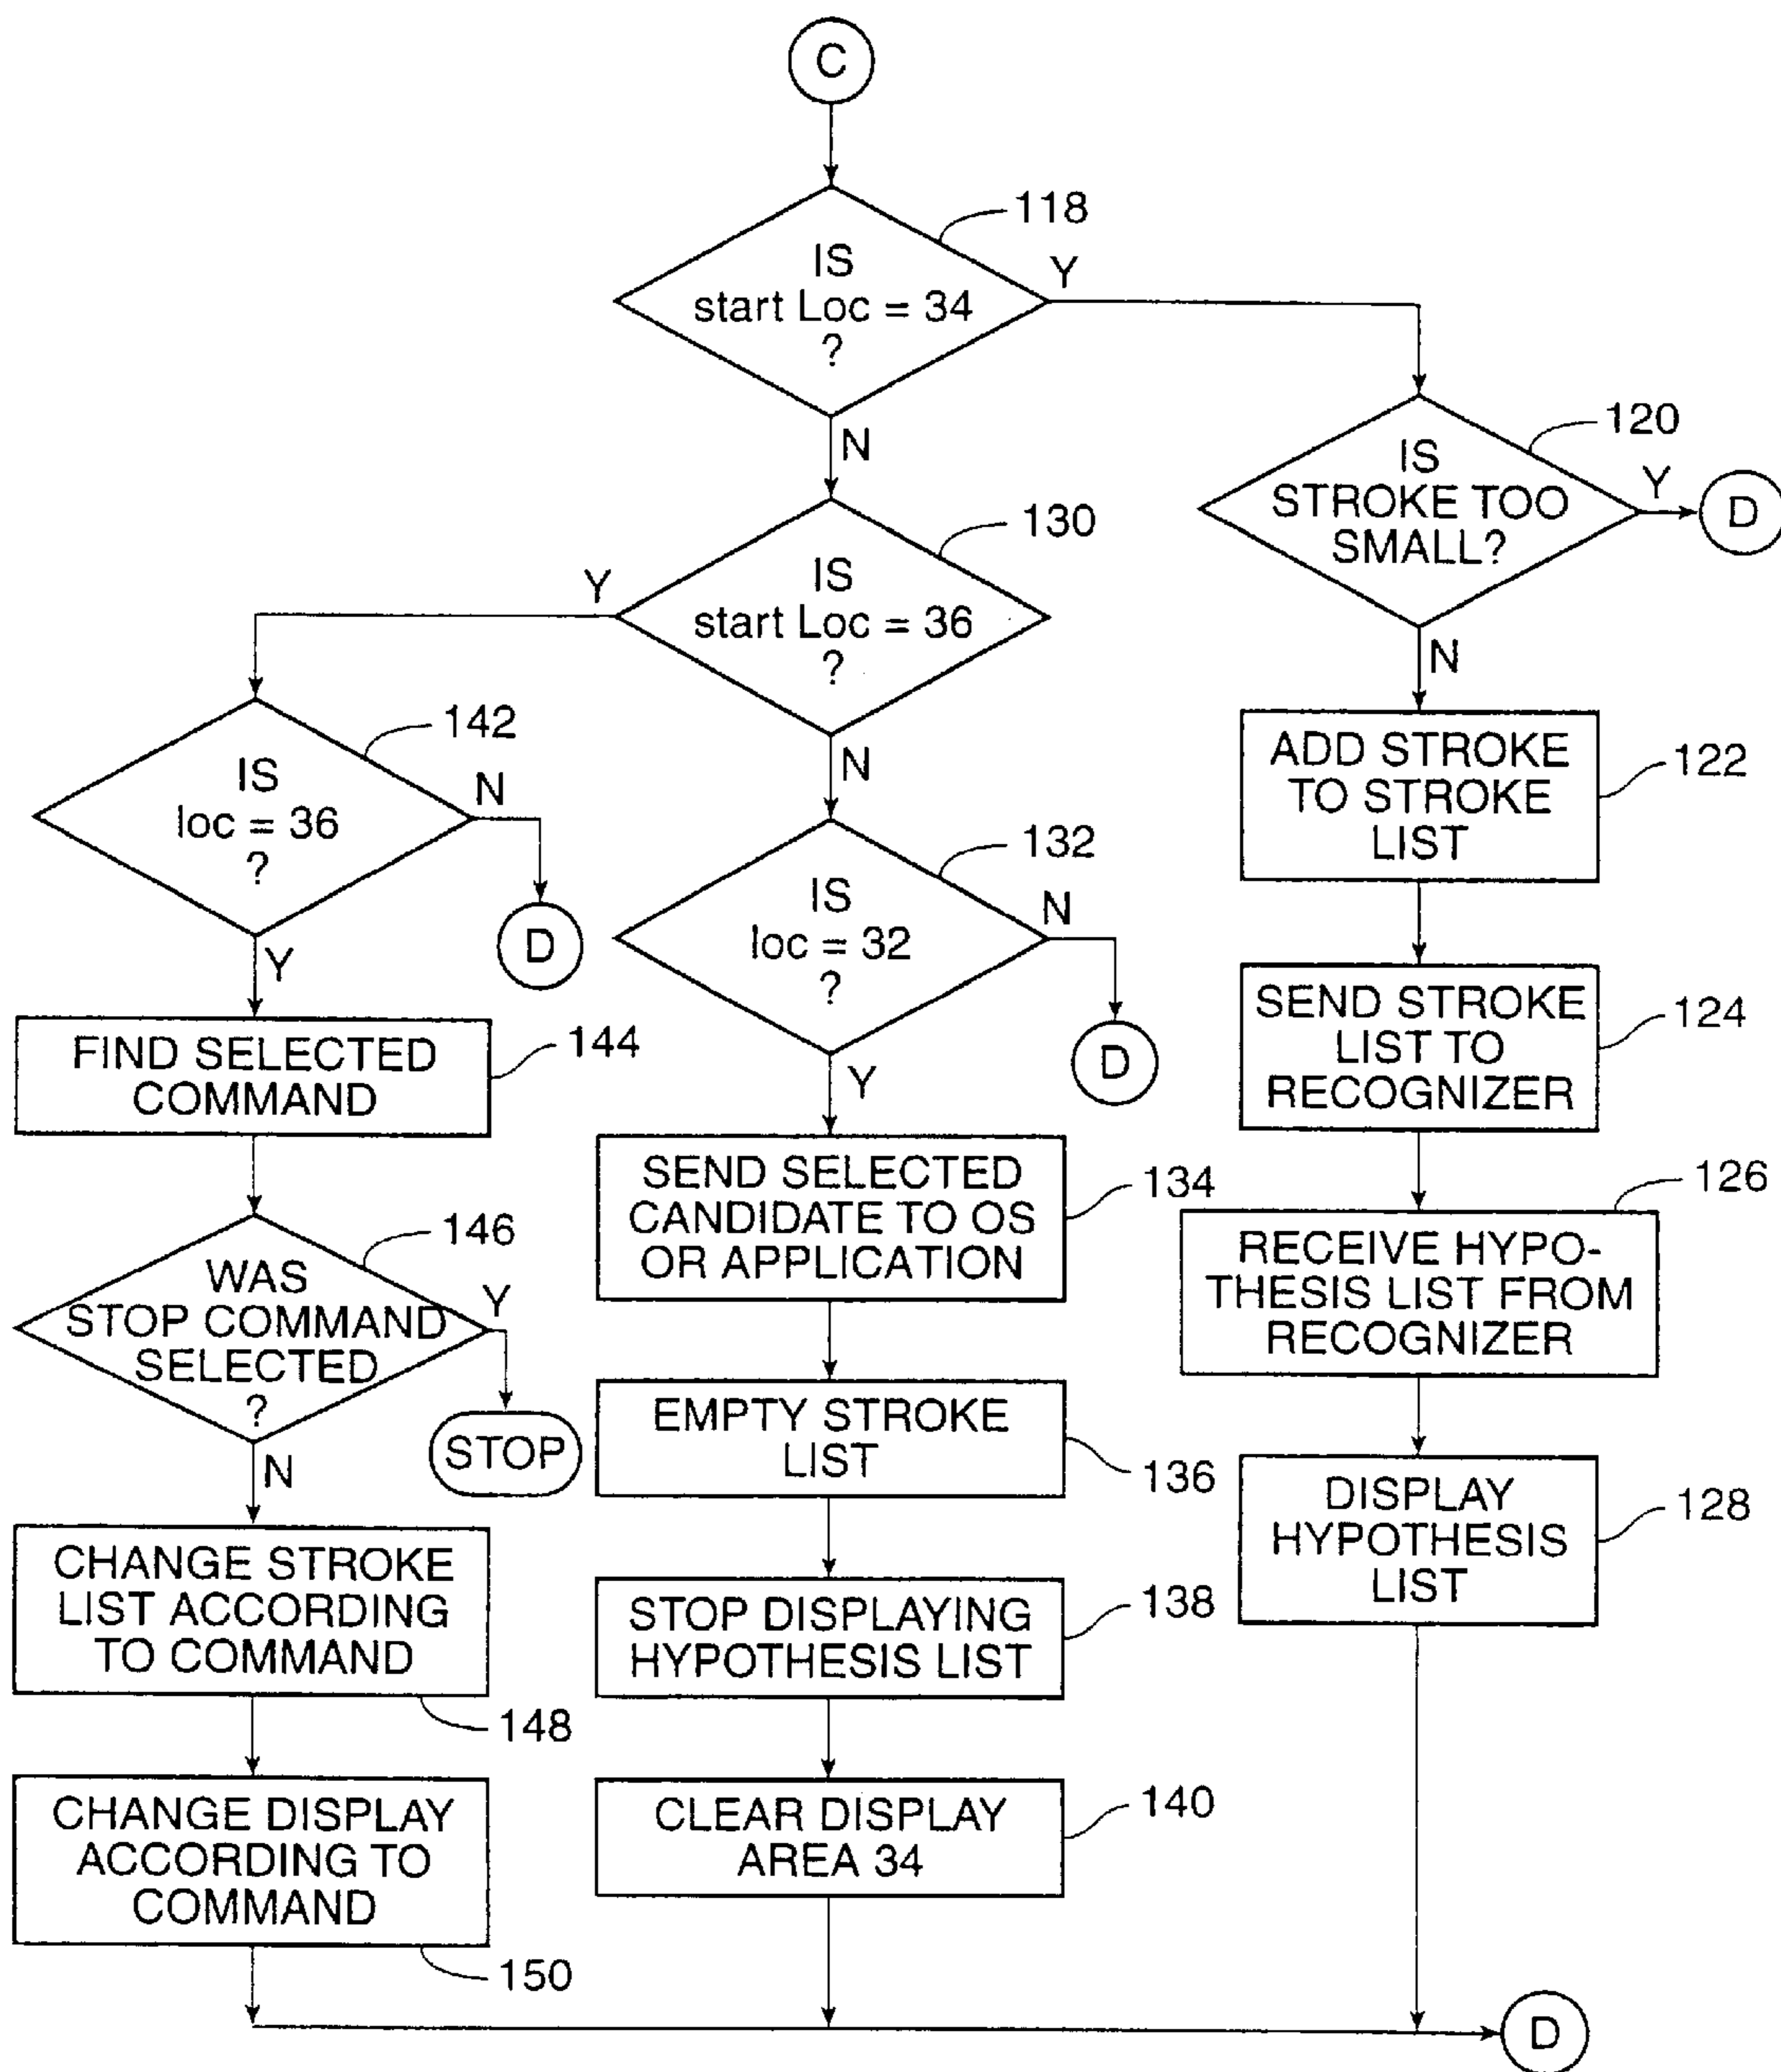 C
118
IS
start Loc = 34
?
Y
N
120
IS
STROKE TOO
SMALL?
Y
D
N
130
IS
start Loc = 36
?
Y
N
142
IS
loc = 36
?
N
D
Y
132
IS
loc = 32
?
N
D
Y
ADD STROKE
TO STROKE
LIST
122
SEND STROKE
LIST TO
RECOGNIZER
124
FIND SELECTED
COMMAND
144
SEND SELECTED
CANDIDATE TO OS
OR APPLICATION
134
126
RECEIVE HYPO-
THESIS LIST FROM
RECOGNIZER
146
WAS
STOP COMMAND
SELECTED
?
Y
STOP
N
EMPTY STROKE
LIST
136
DISPLAY
HYPOTHESIS
LIST
128
CHANGE STROKE
LIST ACCORDING
TO COMMAND
148
STOP DISPLAYING
HYPOTHESIS LIST
138
CHANGE DISPLAY
ACCORDING TO
COMMAND
150
CLEAR DISPLAY
AREA 34
140
D